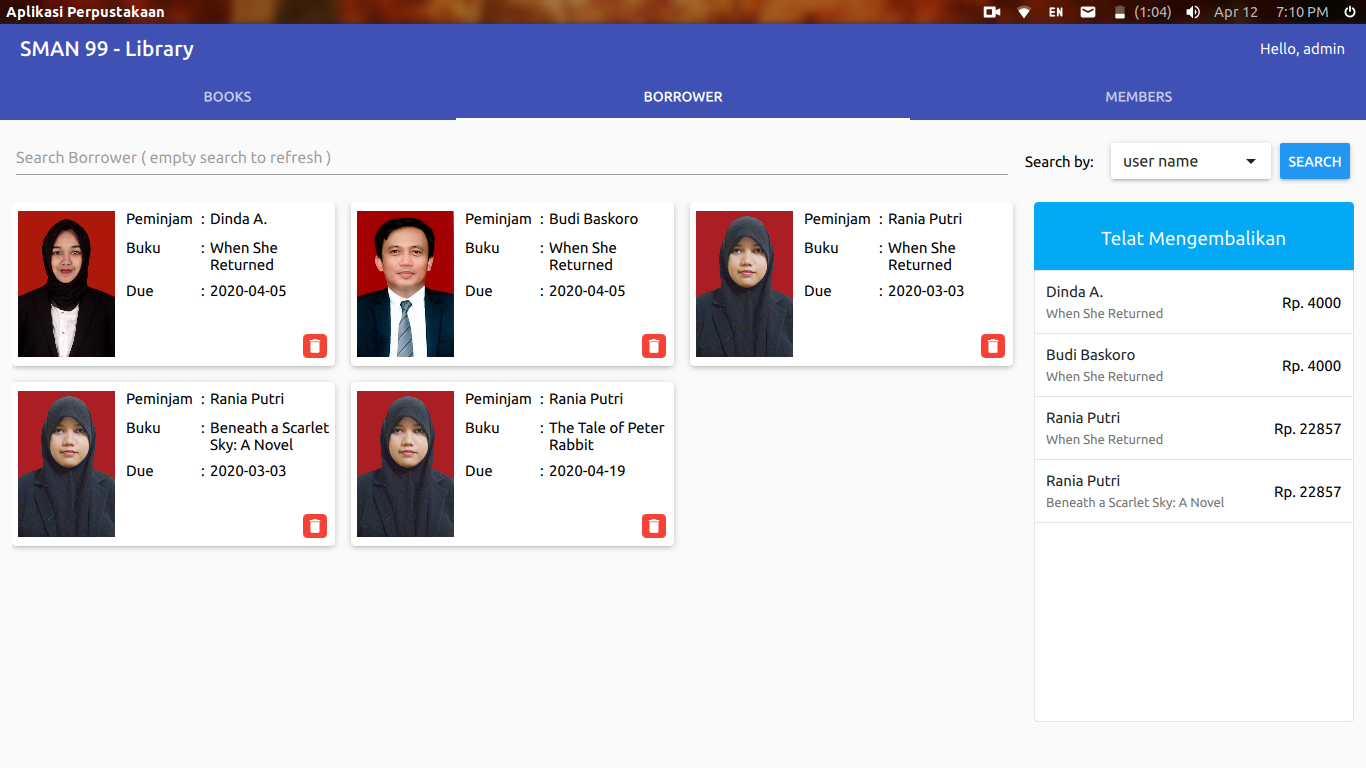 Aplikasi Perpustakaan
EN (1:04) Apr 12 7:10 PM
SMAN 99 - Library
Hello, admin
BOOKS BORROWER MEMBERS
Search Borrower ( empty search to refresh )
Search by: user name SEARCH
Peminjam : Dinda A.
Buku : When She
Returned
Due : 2020-04-05
Peminjam : Budi Baskoro
Buku : When She
Returned
Due : 2020-04-05
Peminjam : Rania Putri
Buku : When She
Returned
Due : 2020-03-03
Peminjam : Rania Putri
Buku : Beneath a Scarlet
Sky: A Novel
Due : 2020-03-03
Peminjam : Rania Putri
Buku : The Tale of Peter
Rabbit
Due : 2020-04-19
Telat Mengembalikan
Dinda A.
When She Returned
Rp. 4000
Budi Baskoro
When She Returned
Rp. 4000
Rania Putri
When She Returned
Rp. 22857
Rania Putri
Beneath a Scarlet Sky: A Novel
Rp. 22857